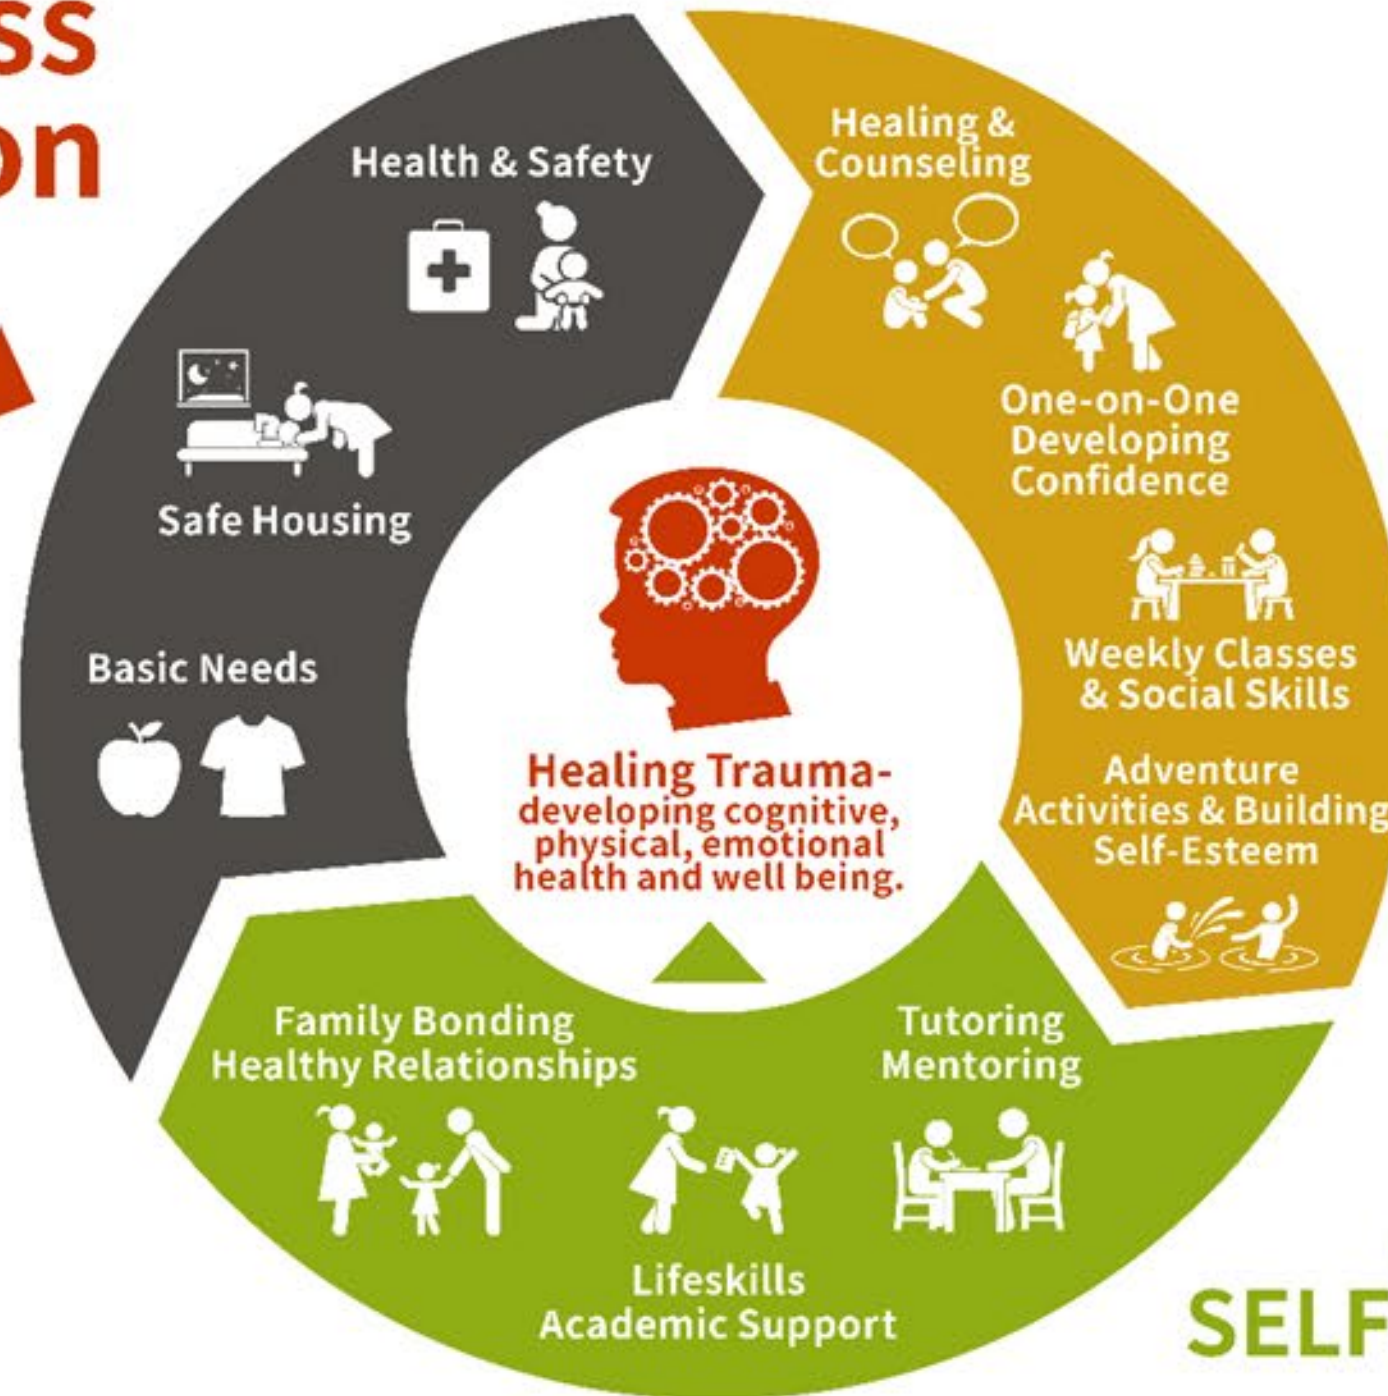 ss
on
Health & Safety
Safe Housing
Basic Needs
Healing &
Counseling
One-on-One
Developing
Confidence
Weekly Classes
& Social Skills
Adventure
Activities & Building
Self-Esteem
Healing Trauma-
developing cognitive,
physical, emotional
health and well being.
Family Bonding
Healthy Relationships
Tutoring
Mentoring
Lifeskills
Academic Support
SELF